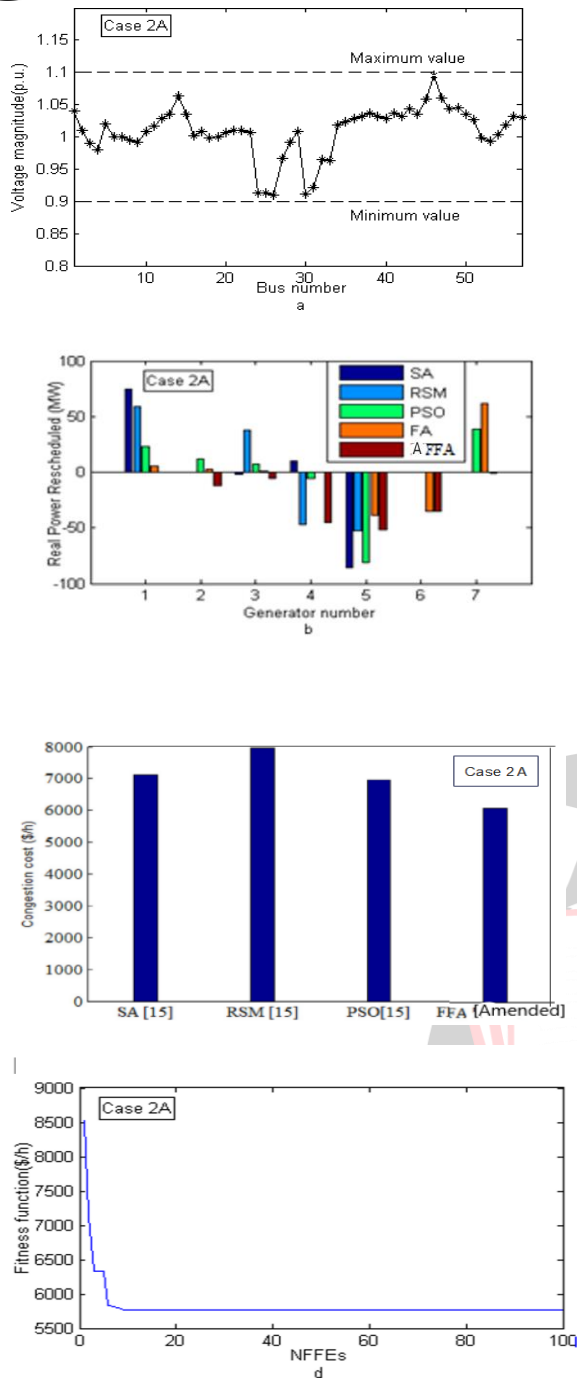 Case 2A
Maximum value
Minimum value
Voltage magnitude(p.u.)
1.15
1.1
1.05
1
0.95
0.9
0.85
0.8
10
20
30
40
50
Bus number
a
Case 2A
SA
RSM
PSO
FA
AFFA
Real Power Rescheduled (MW)
100
50
0
-50
-100
1
2
3
4
5
6
7
Generator number
b
Case 2A
Congestion cost ($/h)
8000
7000
6000
5000
4000
3000
2000
1000
0
SA [15]
RSM [15]
PSO[15]
FFA [Amended]
Case 2A
Fitness function($/h)
9000
8500
8000
7500
7000
6500
6000
5500
0
20
40
60
80
100
NFFEs
d